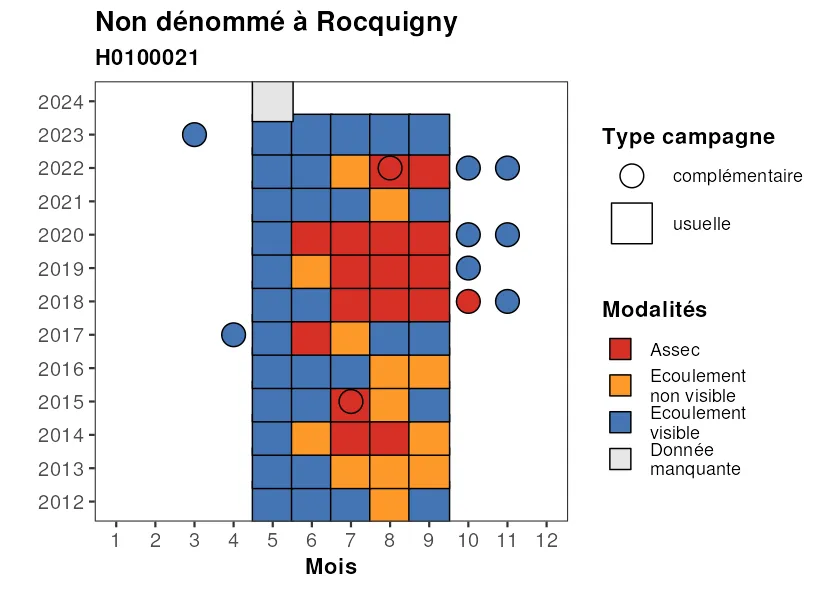 Non dénommé à Rocquigny
H0100021
2024
2023
2022
2021
2020
2019
2018
2017
2016
2015
2014
2013
2012
1 2 3 4 5 6 7 8 9 10 11 12
Mois
Type campagne
complémentaire
usuelle
Modalités
Assec
Ecoulement
non visible
Ecoulement
visible
Donnée
manquante